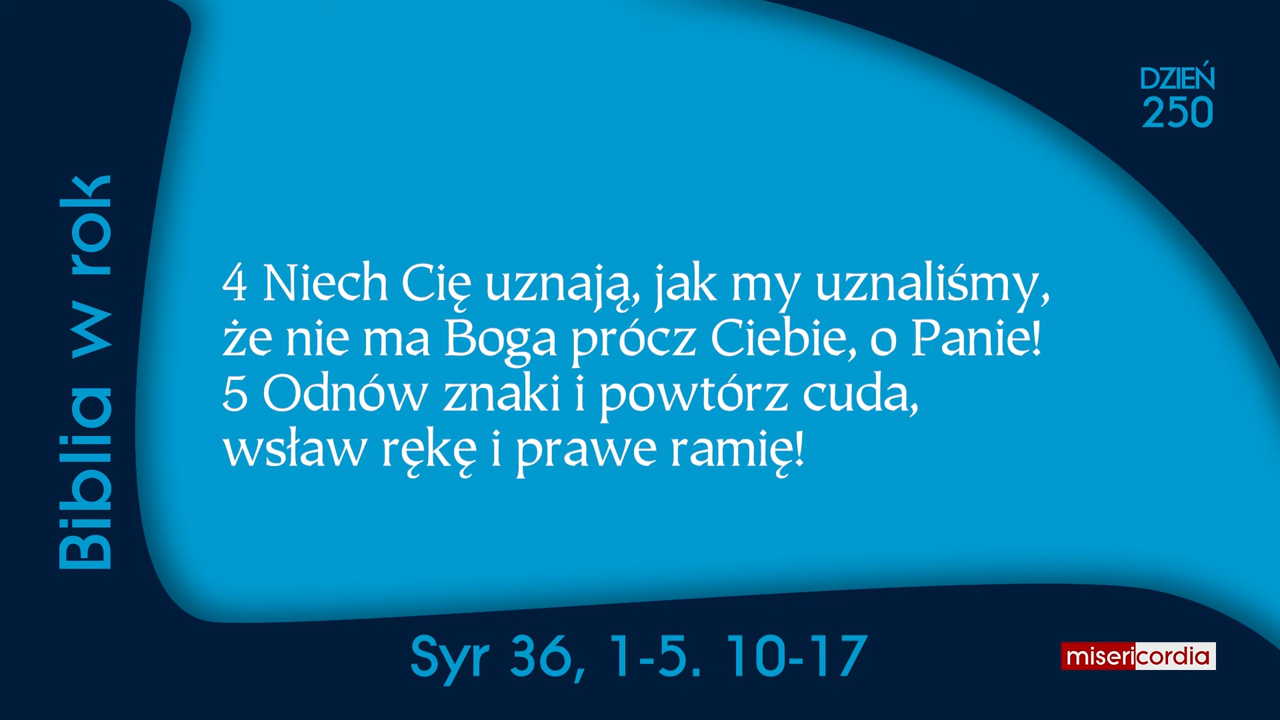 Biblia w rok
DZIEŃ
250
4 Niech Cię uznają, jak my uznaliśmy,
że nie ma Boga prócz Ciebie, o Panie!
5 Odnów znaki i powtórz cuda,
wsław rękę i prawe ramię!
Syr 36, 1-5. 10-17
misericordia